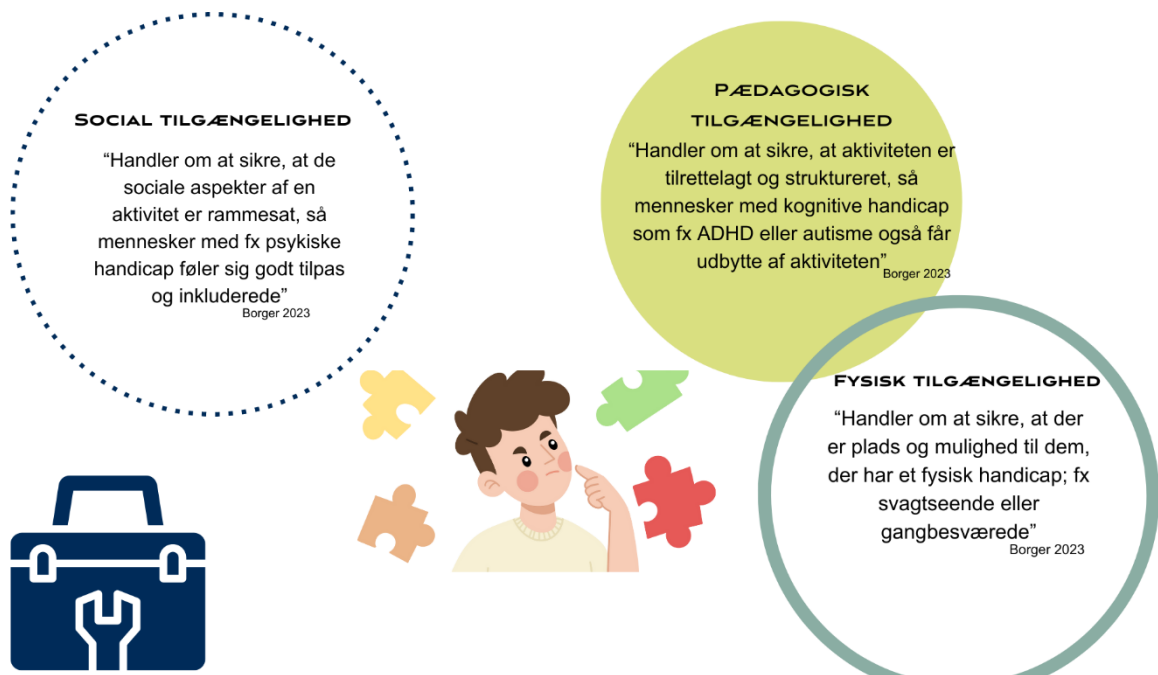 SOCIAL TILGÆNGELIGHED
“Handler om at sikre, at de
sociale aspekter af en
aktivitet er rammesat, så
mennesker med fx psykiske
handicap føler sig godt tilpas
og inkluderede”
Borger 2023
PÆDAGOGISK
TILGÆNGELIGHED
“Handler om at sikre, at aktiviteten er
tilrettelagt og struktureret, så
mennesker med kognitive handicap
som fx ADHD eller autisme også får
udbytte af aktiviteten”
Borger 2023
FYSISK TILGÆNGELIGHED
“Handler om at sikre, at der
er plads og mulighed til dem,
der har et fysisk handicap; fx
svagtseende eller
gangbesværede”
Borger 2023